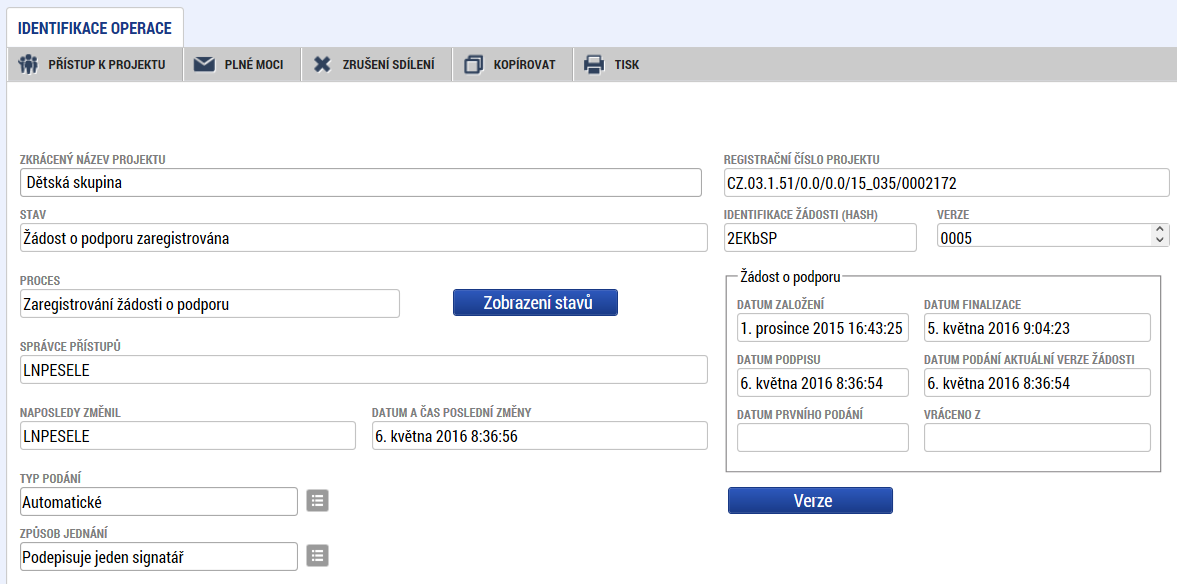 IDENTIFIKACE OPERACE
PŘÍSTUP K PROJEKTU
PLNÉ MOCI
ZRUŠENÍ SDÍLENÍ
KOPÍROVAT
TISK
ZKRÁCENÝ NÁZEV PROJEKTU
Dětská skupina
REGISTRAČNÍ ČÍSLO PROJEKTU
CZ.03.1.51/0.0/0.0/15_035/0002172
STAV
Žádost o podporu zaregistrována
IDENTIFIKACE ŽÁDOSTI (HASH)
2EKbSP
VERZE
0005
PROCES
Zaregistrování žádosti o podporu
Zobrazení stavů
SPRÁVCE PŘÍSTUPŮ
LNPESELE
NAPOSLEDY ZMĚNIL
LNPESELE
DATUM A ČAS POSLEDNÍ ZMĚNY
6. května 2016 8:36:56
TYP PODÁNÍ
Automatické
ZPŮSOB JEDNÁNÍ
Podepisuje jeden signatář
Žádost o podporu
DATUM ZALOŽENÍ
1. prosince 2015 16:43:25
DATUM FINALIZACE
5. května 2016 9:04:23
DATUM PODPISU
6. května 2016 8:36:54
DATUM PODÁNÍ AKTUÁLNÍ VERZE ŽÁDOSTI
6. května 2016 8:36:54
DATUM PRVNÍHO PODÁNÍ
VRÁCENO Z
Verze